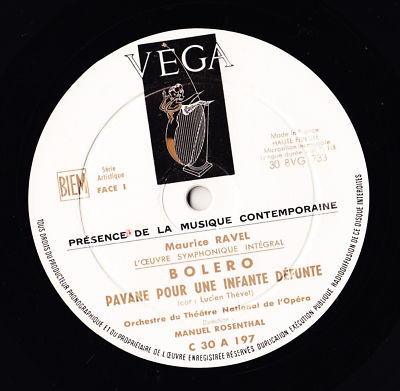 VÉGA
BIEM
Série
Artistique
FACE 1
Made in France
HAUTE FIDÉLITÉ
Longue durée
30 BVG 733
PRÉSENCE DE LA MUSIQUE CONTEMPORAINE
Maurice RAVEL
L'ŒUVRE SYMPHONIQUE INTÉGRAL
BOLERO
PAVANE POUR UNE INFANTE DÉFUNTE
(cor : Lucien Thévet)
Orchestre du Théâtre National de l'Opéra
Direction :
MANUEL ROSENTHAL
C 30 A 197
TOUS DROITS DU PRODUCTEUR PHONOGRAPHIQUE ET DU PROPRIÉTAIRE DE L'ŒUVRE ENREGISTRÉE RÉSERVÉS DUPLICATION EXÉCUTION PUBLIQUE RADIODIFFUSION DE CE DISQUE INTERDITES